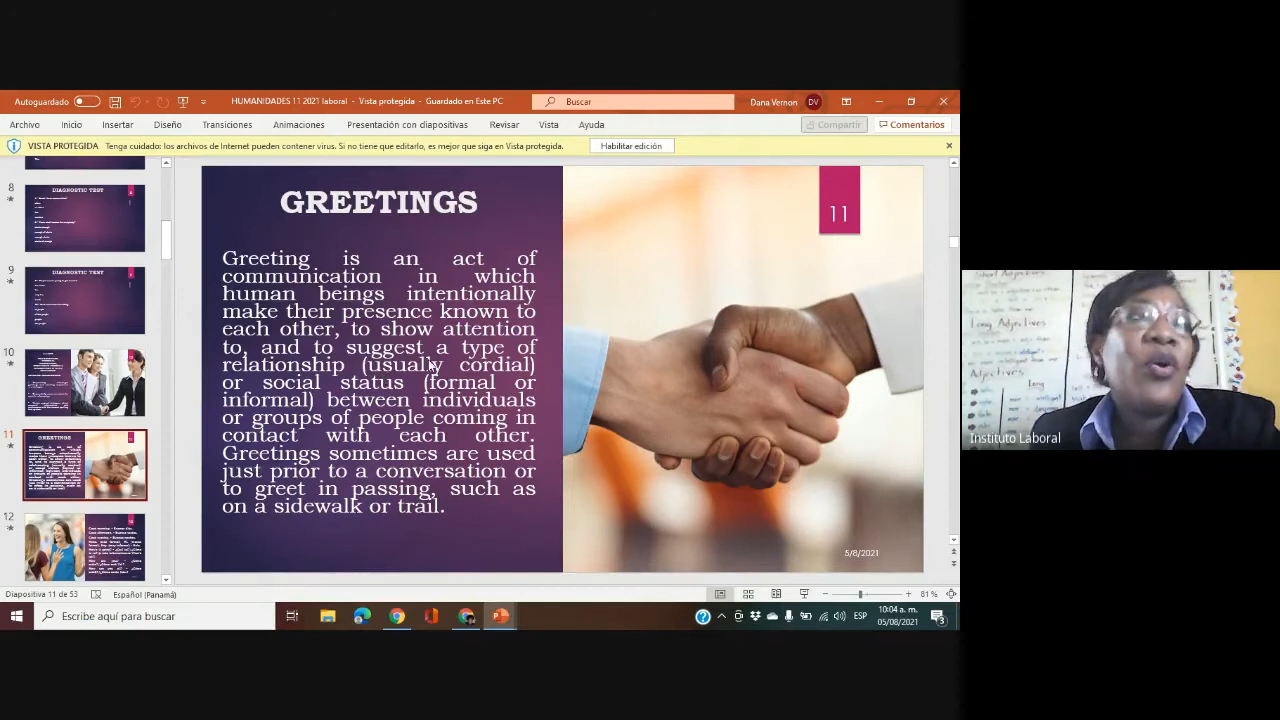 Autoguardado
HUMANIDADES 11 2021 laboral - Vista protegida - Guardado en Este PC
Buscar
Dana Vernon
DV
Archivo Inicio Insertar Diseño Transiciones Animaciones Presentación con diapositivas Revisar Vista Ayuda
Compartir
Comentarios
VISTA PROTEGIDA Tenga cuidado: los archivos de Internet pueden contener virus. Si no tiene que editarlo, es mejor que siga en Vista protegida.
Habilitar edición
8
DIAGNOSTIC TEST
9
DIAGNOSTIC TEST
10
11
GREETINGS
12
GREETINGS
11
Greeting is an act of
communication in which
human beings intentionally
make their presence known to
each other, to show attention
to, and to suggest a type of
relationship (usually cordial)
or social status (formal or
informal) between individuals
or groups of people coming in
contact with each other.
Greetings sometimes are used
just prior to a conversation or
to greet in passing, such as
on a sidewalk or trail.
5/8/2021
Long Adjectives
Adjectives
Long
Instituto Laboral
Diapositiva 11 de 53
Español (Panamá)
81 %
Escribe aquí para buscar
ESP
10:04 a. m.
05/08/2021
3